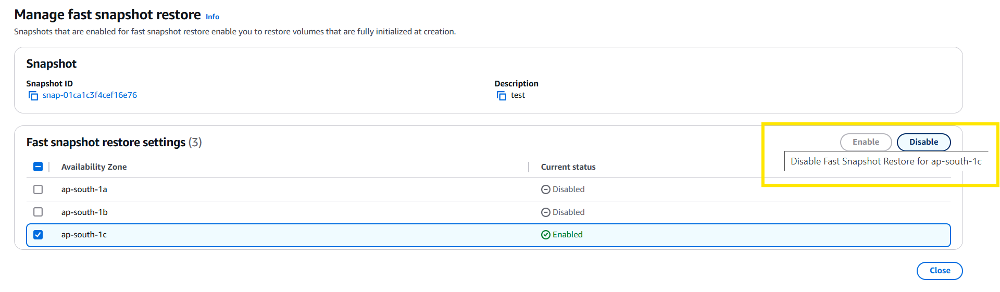 Manage fast snapshot restore Info
Snapshots that are enabled for fast snapshot restore enable you to restore volumes that are fully initialized at creation.
Snapshot
Snapshot ID
snap-01ca1c3f4cef16e76
Description
test
Fast snapshot restore settings (3)
Enable Disable
Disable Fast Snapshot Restore for ap-south-1c
Availability Zone Current status
ap-south-1a Disabled
ap-south-1b Disabled
ap-south-1c Enabled
Close